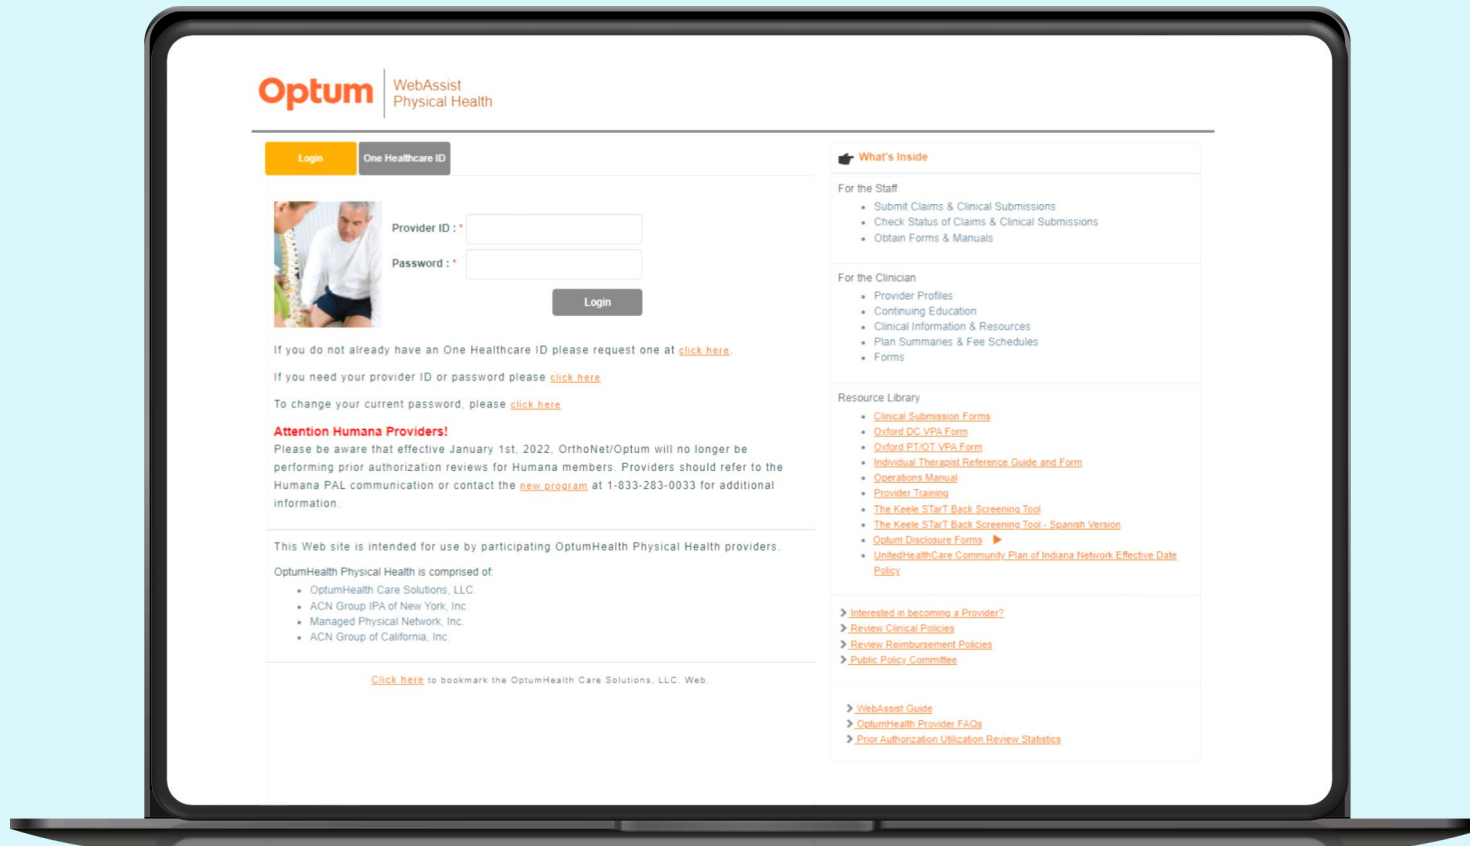 Optum
WebAssist
Physical Health
Login
One Healthcare ID
Provider ID : *
Password : *
Login
If you do not already have an One Healthcare ID please request one at click here.
If you need your provider ID or password please click here
To change your current password, please click here
Attention Humana Providers!
Please be aware that effective January 1st, 2022, OrthoNet/Optum will no longer be
performing prior authorization reviews for Humana members. Providers should refer to the
Humana PAL communication or contact the new program at 1-833-283-0033 for additional
information.
This Web site is intended for use by participating OptumHealth Physical Health providers.
OptumHealth Physical Health is comprised of:
OptumHealth Care Solutions, LLC
ACN Group IPA of New York, Inc.
Managed Physical Network, Inc.
ACN Group of California, Inc.
Click here to bookmark the OptumHealth Care Solutions, LLC. Web.
What's Inside
For the Staff
Submit Claims & Clinical Submissions
Check Status of Claims & Clinical Submissions
Obtain Forms & Manuals
For the Clinician
Provider Profiles
Continuing Education
Clinical Information & Resources
Plan Summaries & Fee Schedules
Forms
Resource Library
Clinical Submission Forms
Oxford DC VPA Form
Oxford PT/OT VPA Form
Individual Therapist Reference Guide and Form
Operations Manual
Provider Training
The Keele STarT Back Screening Tool
The Keele STarT Back Screening Tool - Spanish Version
Optum Disclosure Forms
UnitedHealthCare Community Plan of Indiana Network Effective Date
Policy
Interested in becoming a Provider?
Review Clinical Policies
Review Reimbursement Policies
Public Policy Committee
WebAssist Guide
OptumHealth Provider FAQs
Prior Authorization Utilization Review Statistics